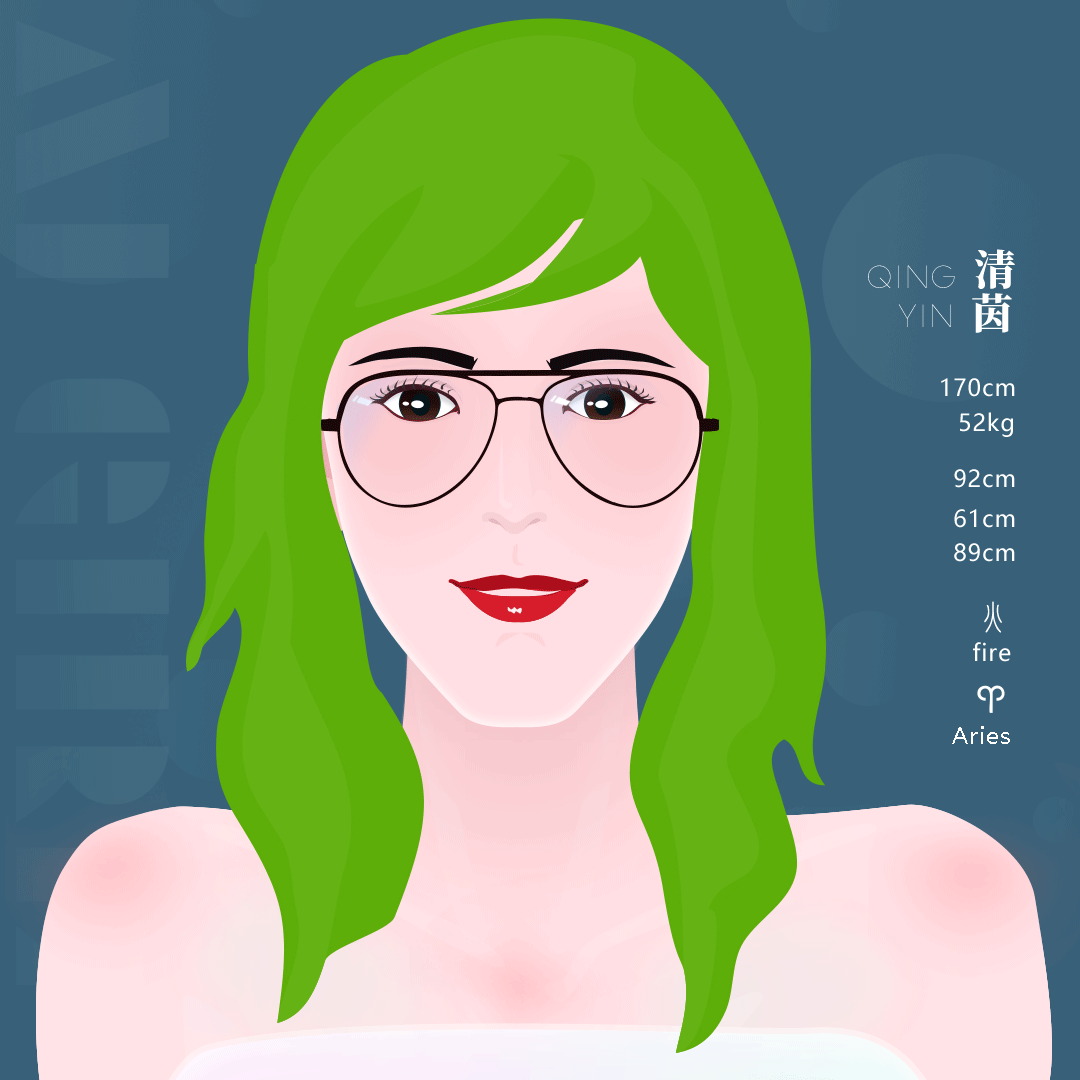 清茵
QING
YIN
170cm
52kg
92cm
61cm
89cm
火
fire
♈
Aries